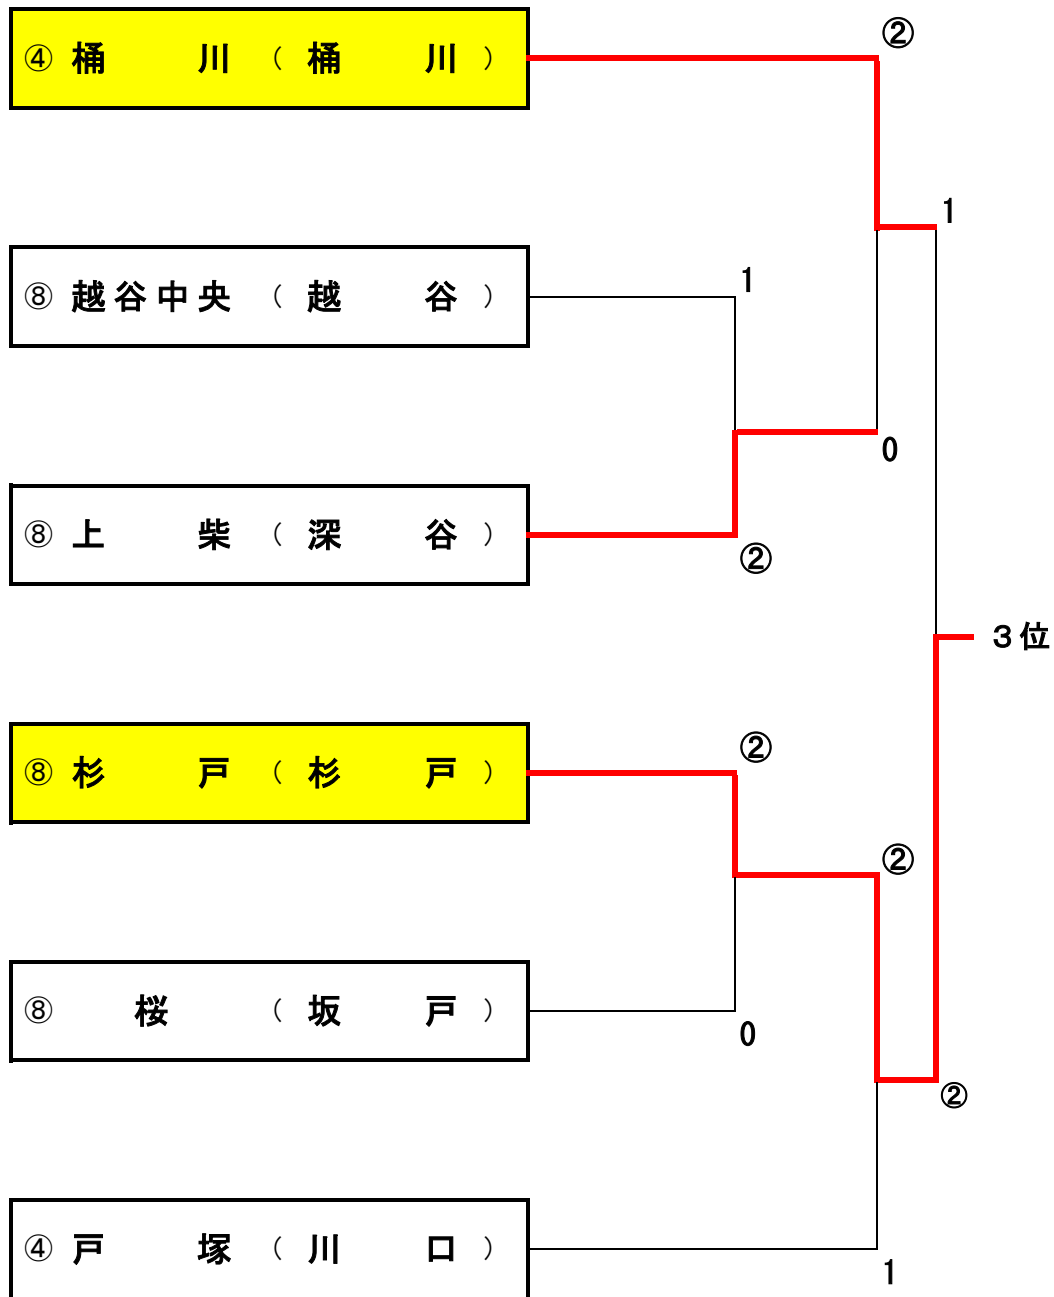 ②
④ 桶川 （ 桶川 ）
1
1
⑧ 越谷中央 （ 越谷 ）
0
⑧ 上柴 （ 深谷 ）
②
３位
②
⑧ 杉戸 （ 杉戸 ）
②
⑧ 桜 （ 坂戸 ）
0
②
④ 戸塚 （ 川口 ）
1